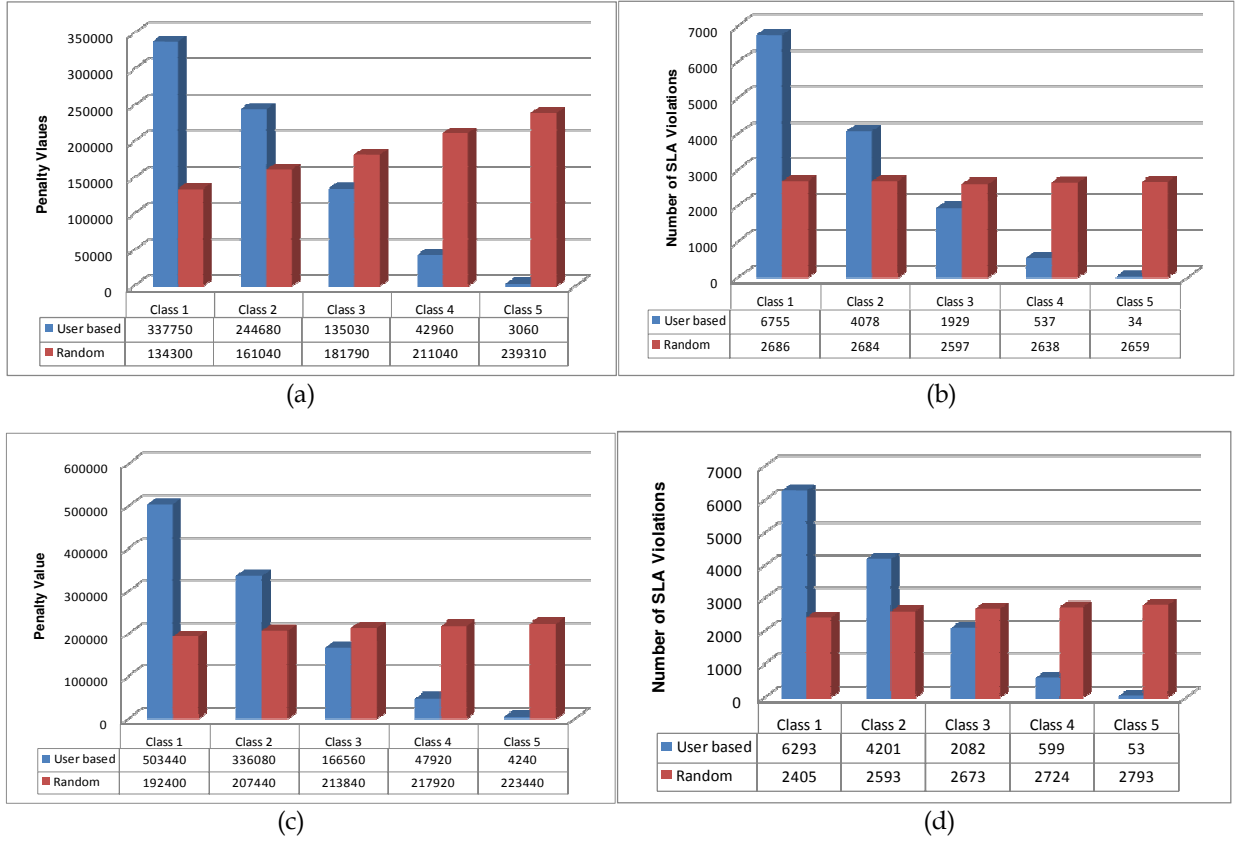 350000
300000
250000
200000
150000
100000
50000
0
Penalty Vlaues
Class 1 Class 2 Class 3 Class 4 Class 5
User based 337750 244680 135030 42960 3060
Random 134300 161040 181790 211040 239310
(a)
7000
6000
5000
4000
3000
2000
1000
0
Number of SLA Violations
Class 1 Class 2 Class 3 Class 4 Class 5
User based 6755 4078 1929 537 34
Random 2686 2684 2597 2638 2659
(b)
600000
500000
400000
300000
200000
100000
0
Penalty Value
Class 1 Class 2 Class 3 Class 4 Class 5
User based 503440 336080 166560 47920 4240
Random 192400 207440 213840 217920 223440
(c)
7000
6000
5000
4000
3000
2000
1000
0
Number of SLA Violations
Class 1 Class 2 Class 3 Class 4 Class 5
User based 6293 4201 2082 599 53
Random 2405 2593 2673 2724 2793
(d)